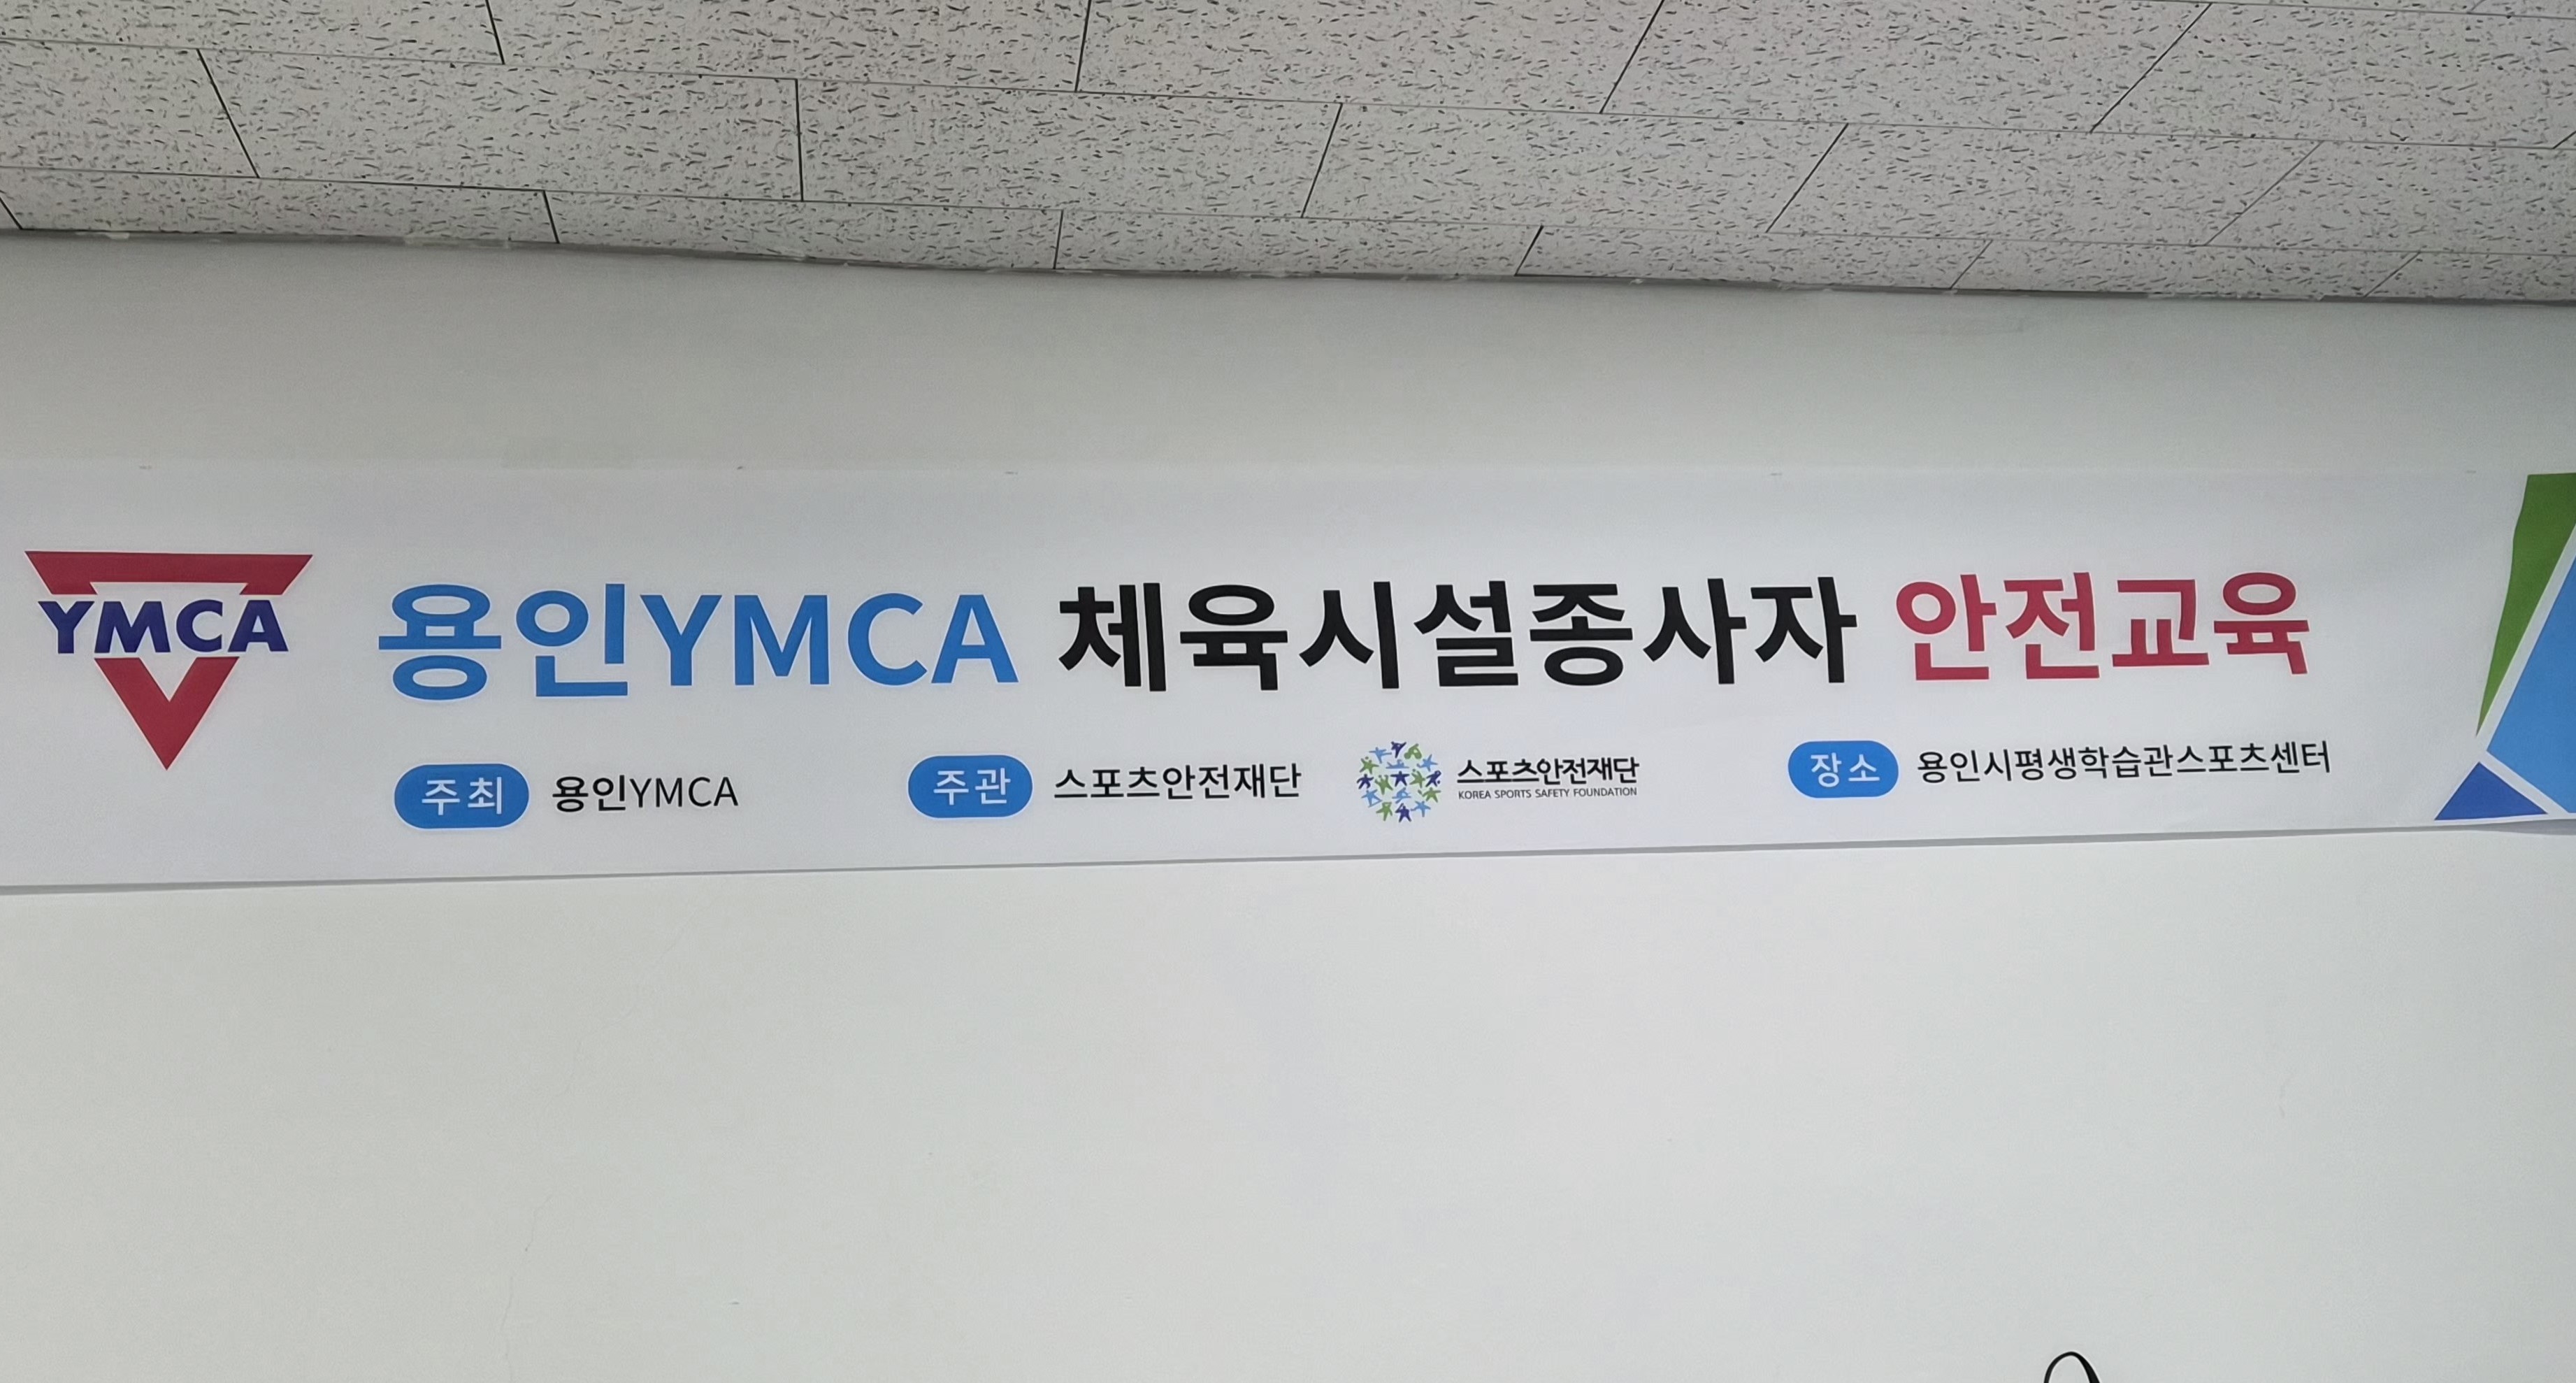 YMCA
용인YMCA 체육시설종사자 안전교육
주최 용인YMCA 주관 스포츠안전재단 스포츠안전재단 장소 용인시평생학습관스포츠센터
KOREA SPORTS SAFETY FOUNDATION